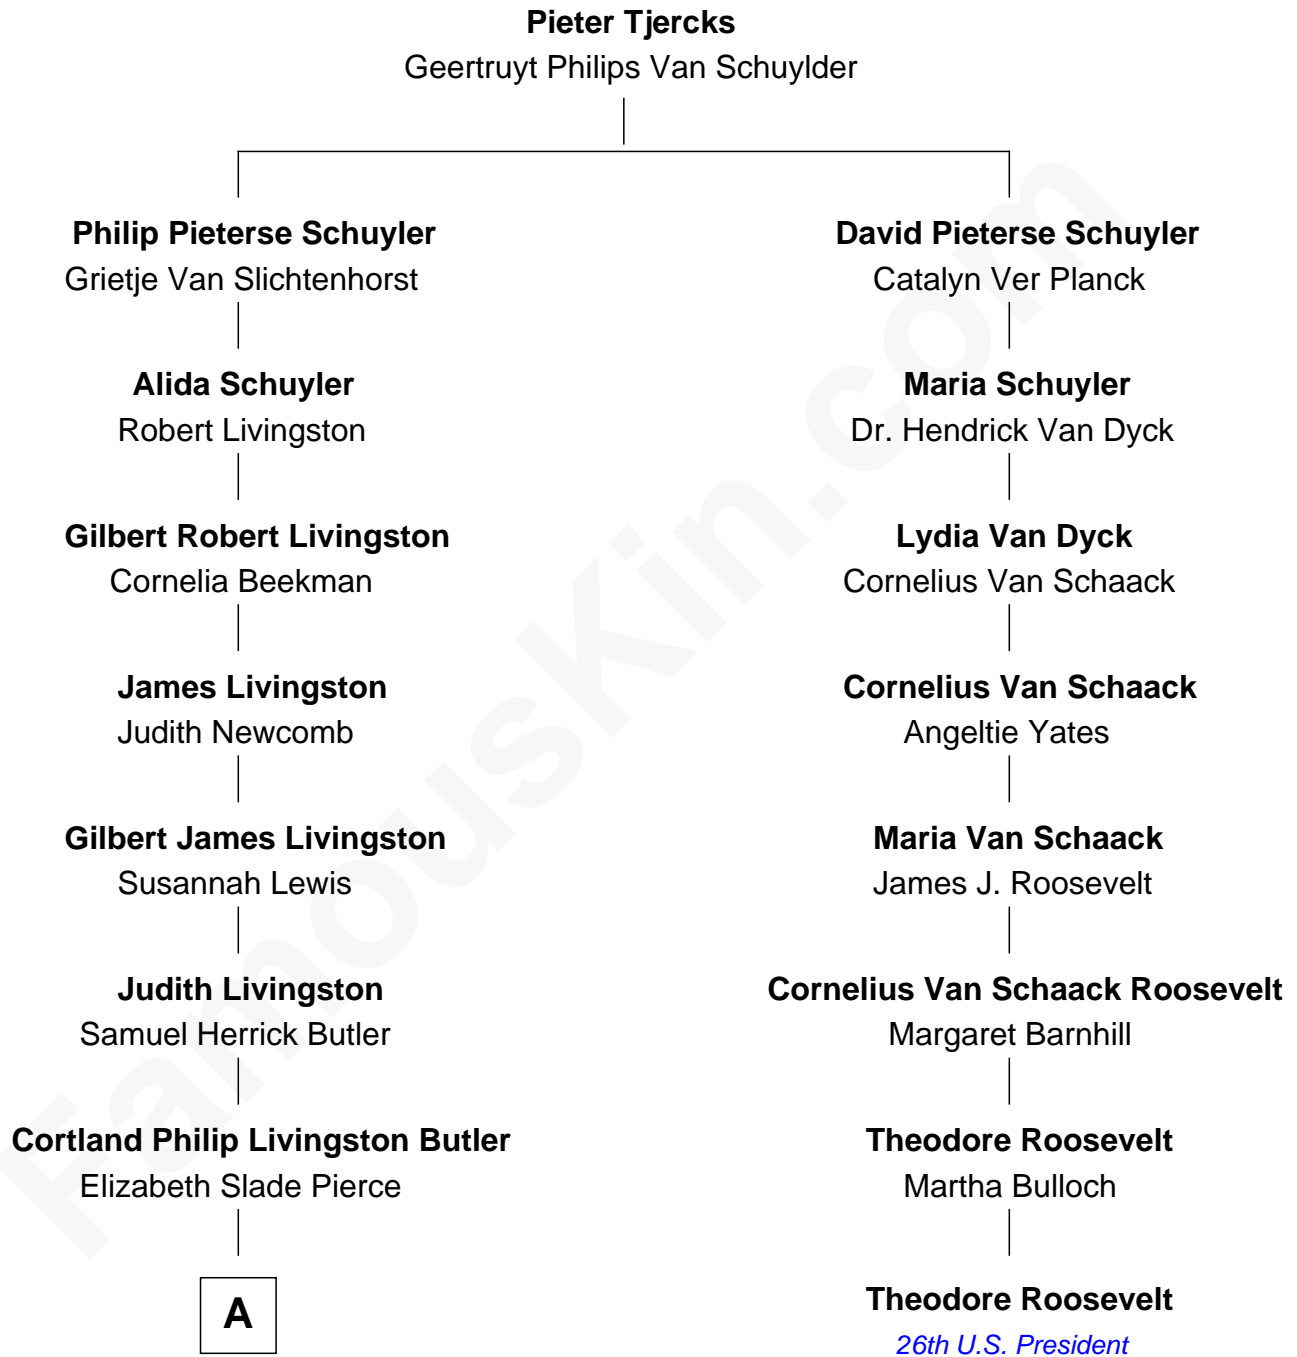 Pieter Tjercks
Geertruyt Philips Van Schuylder
Philip Pieterse Schuyler
Grietje Van Slichtenhorst
David Pieterse Schuyler
Catalyn Ver Planck
Alida Schuyler
Robert Livingston
Maria Schuyler
Dr. Hendrick Van Dyck
Gilbert Robert Livingston
Cornelia Beekman
Lydia Van Dyck
Cornelius Van Schaack
James Livingston
Judith Newcomb
Cornelius Van Schaack
Angeltie Yates
Gilbert James Livingston
Susannah Lewis
Maria Van Schaack
James J. Roosevelt
Judith Livingston
Samuel Herrick Butler
Cornelius Van Schaack Roosevelt
Margaret Barnhill
Cortland Philip Livingston Butler
Elizabeth Slade Pierce
Theodore Roosevelt
Martha Bulloch
A
Theodore Roosevelt
26th U.S. President
FamousKin.com